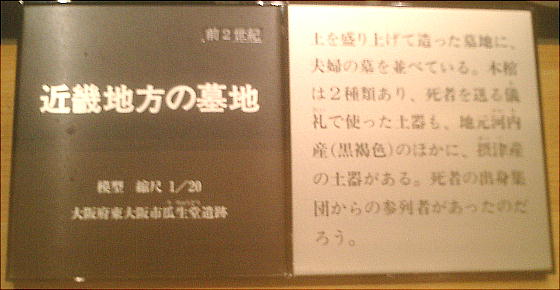 前2世紀
近畿地方の墓地
模型 縮尺 1/20
大阪府東大阪市瓜生堂遺跡
土を盛り上げて造った墓地に、
夫婦の墓を並べている。木棺
は2種類あり、死者を送る儀
礼で使った土器も、地元河内
産(黒褐色)のほかに、摂津産
の土器がある。死者の出身集
団からの参列者があったのだ
ろう。